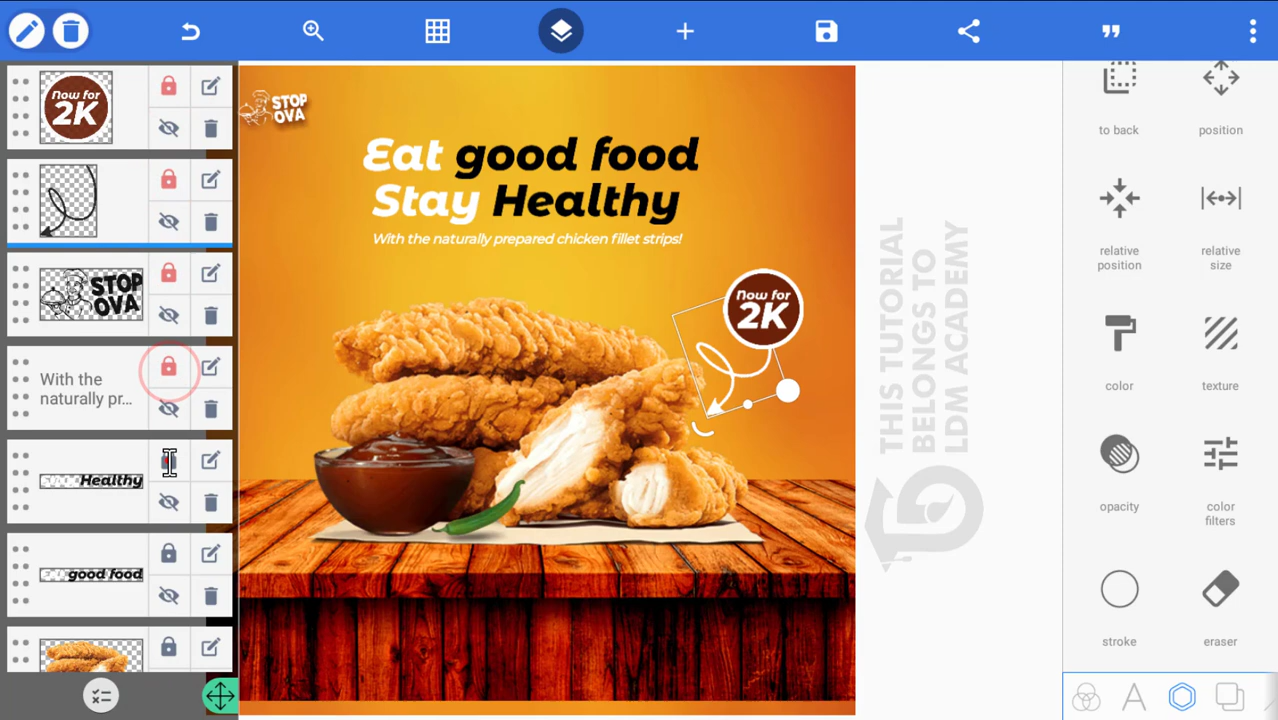 Now for
2K
STOP
OVA
With the
naturally pr...
Healthy
good food
STOP
OVA
Eat good food
Stay Healthy
With the naturally prepared chicken fillet strips!
Now for
2K
THIS TUTORIAL
BELONGS TO
LDM ACADEMY
to back
position
relative
position
relative
size
color
texture
opacity
color
filters
stroke
eraser
A